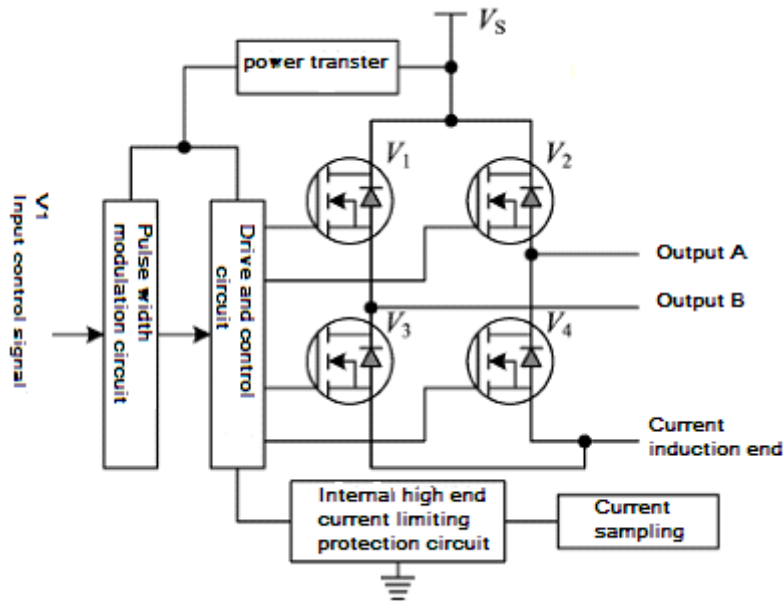 V_S
power transter
V_1
V_2
V1
Input control signal
Pulse width
modulation circuit
Drive and control
circuit
Output A
Output B
V_3
V_4
Current
induction end
Internal high end
current limiting
protection circuit
Current
sampling